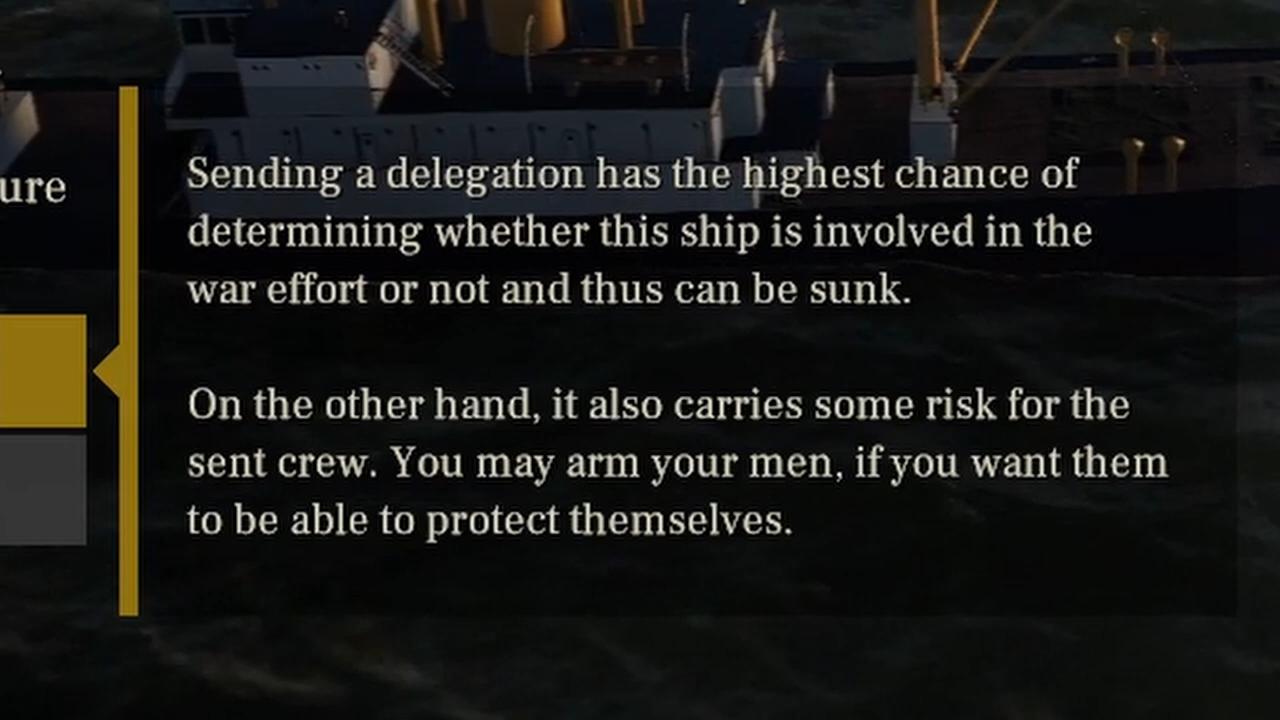 ure
Sending a delegation has the highest chance of
determining whether this ship is involved in the
war effort or not and thus can be sunk.
On the other hand, it also carries some risk for the
sent crew. You may arm your men, if you want them
to be able to protect themselves.